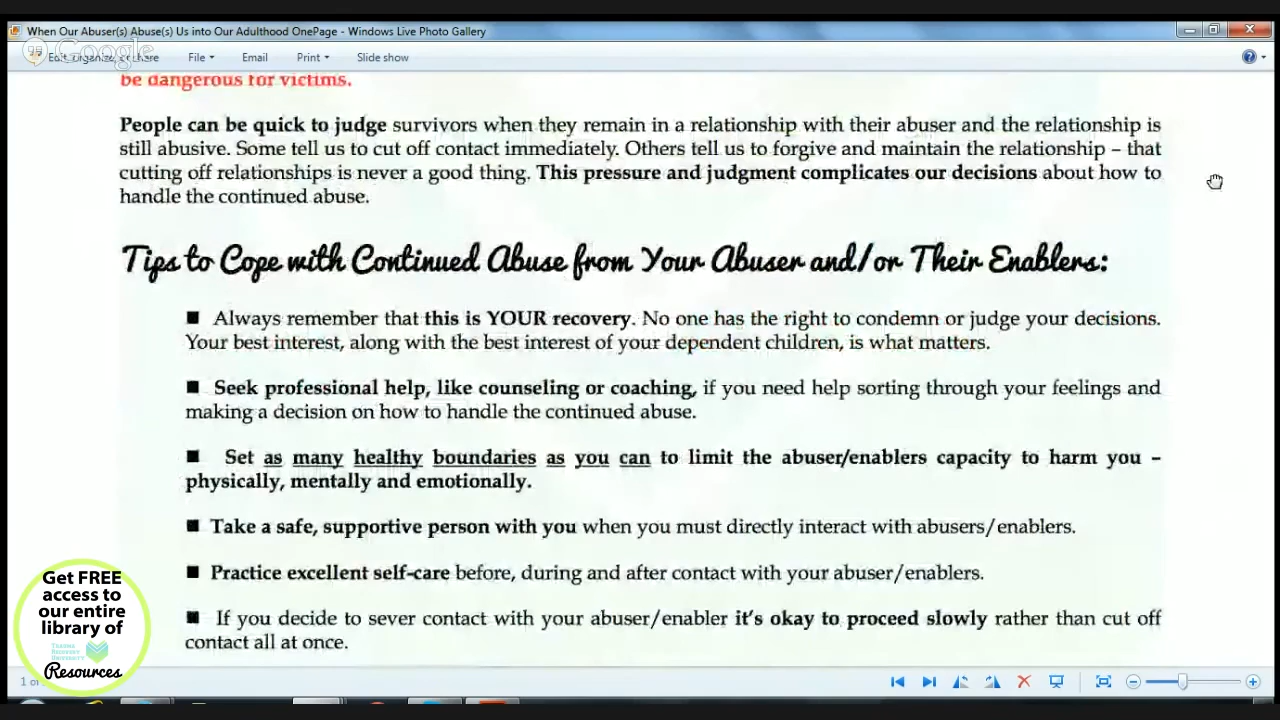 When Our Abuser(s) Abuse(s) Us into Our Adulthood OnePage - Windows Live Photo Gallery
Google
Edit, organize, or share File Email Print Slide show
be dangerous for victims.
People can be quick to judge survivors when they remain in a relationship with their abuser and the relationship is
still abusive. Some tell us to cut off contact immediately. Others tell us to forgive and maintain the relationship – that
cutting off relationships is never a good thing. This pressure and judgment complicates our decisions about how to
handle the continued abuse.
Tips to Cope with Continued Abuse from Your Abuser and/or Their Enablers:
■ Always remember that this is YOUR recovery. No one has the right to condemn or judge your decisions.
Your best interest, along with the best interest of your dependent children, is what matters.
■ Seek professional help, like counseling or coaching, if you need help sorting through your feelings and
making a decision on how to handle the continued abuse.
■ Set as many healthy boundaries as you can to limit the abuser/enablers capacity to harm you –
physically, mentally and emotionally.
■ Take a safe, supportive person with you when you must directly interact with abusers/enablers.
■ Practice excellent self-care before, during and after contact with your abuser/enablers.
■ If you decide to sever contact with your abuser/enabler it's okay to proceed slowly rather than cut off
contact all at once.
Get FREE
access to
our entire
library of
TRAUMA
RECOVERY
UNIVERSITY
Resources
1 of